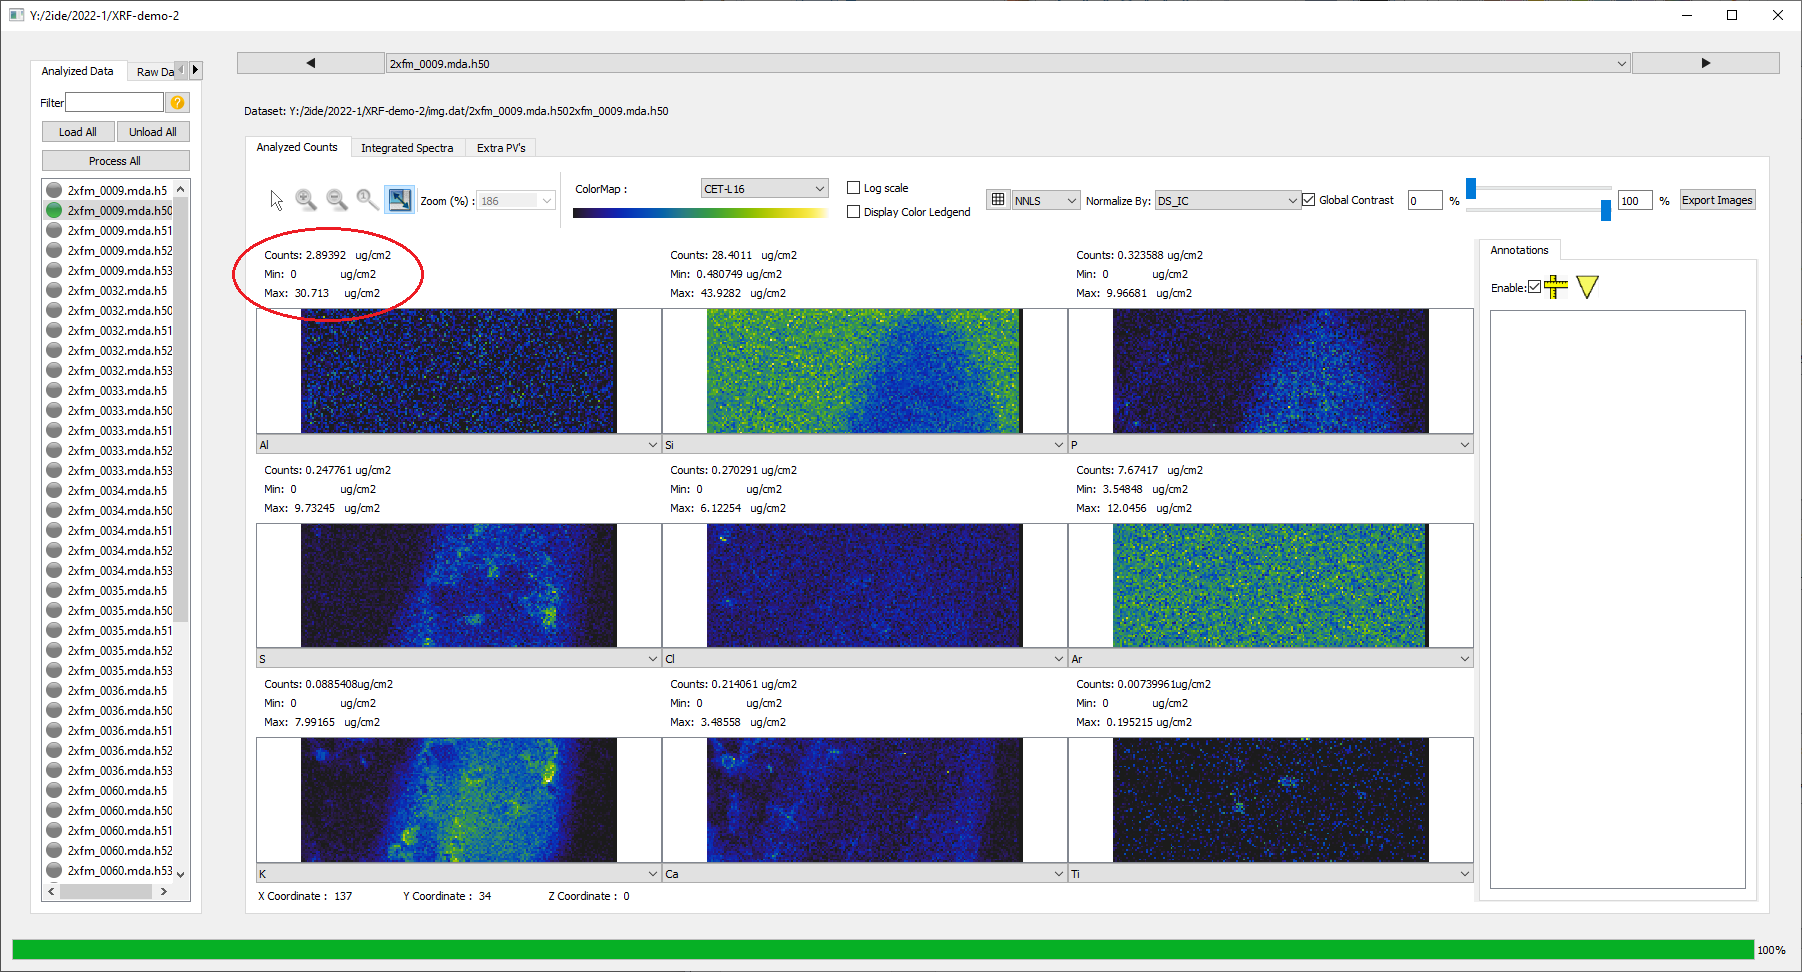 Y:/2ide/2022-1/XRF-demo-2
Analyized Data
Raw Da
Filter
?
Load All
Unload All
Process All
2xfm_0009.mda.h5
2xfm_0009.mda.h50
2xfm_0009.mda.h51
2xfm_0009.mda.h52
2xfm_0009.mda.h53
2xfm_0032.mda.h5
2xfm_0032.mda.h50
2xfm_0032.mda.h51
2xfm_0032.mda.h52
2xfm_0032.mda.h53
2xfm_0033.mda.h5
2xfm_0033.mda.h50
2xfm_0033.mda.h51
2xfm_0033.mda.h52
2xfm_0033.mda.h53
2xfm_0034.mda.h5
2xfm_0034.mda.h50
2xfm_0034.mda.h51
2xfm_0034.mda.h52
2xfm_0034.mda.h53
2xfm_0035.mda.h5
2xfm_0035.mda.h50
2xfm_0035.mda.h51
2xfm_0035.mda.h52
2xfm_0035.mda.h53
2xfm_0036.mda.h5
2xfm_0036.mda.h50
2xfm_0036.mda.h51
2xfm_0036.mda.h52
2xfm_0036.mda.h53
2xfm_0060.mda.h5
2xfm_0060.mda.h50
2xfm_0060.mda.h51
2xfm_0060.mda.h52
2xfm_0060.mda.h53
2xfm_0009.mda.h50
Dataset: Y:/2ide/2022-1/XRF-demo-2/img.dat/2xfm_0009.mda.h502xfm_0009.mda.h50
Analyzed Counts
Integrated Spectra
Extra PV's
Zoom (%) : 186
ColorMap : CET-L16
Log scale
Display Color Ledgend
NNLS
Normalize By: DS_IC
Global Contrast
0 %
100 %
Export Images
Counts: 2.89392 ug/cm2
Min: 0 ug/cm2
Max: 30.713 ug/cm2
Al
Counts: 28.4011 ug/cm2
Min: 0.480749 ug/cm2
Max: 43.9282 ug/cm2
Si
Counts: 0.323588 ug/cm2
Min: 0 ug/cm2
Max: 9.96681 ug/cm2
P
Counts: 0.247761 ug/cm2
Min: 0 ug/cm2
Max: 9.73245 ug/cm2
S
Counts: 0.270291 ug/cm2
Min: 0 ug/cm2
Max: 6.12254 ug/cm2
Cl
Counts: 7.67417 ug/cm2
Min: 3.54848 ug/cm2
Max: 12.0456 ug/cm2
Ar
Counts: 0.0885408ug/cm2
Min: 0 ug/cm2
Max: 7.99165 ug/cm2
K
Counts: 0.214061 ug/cm2
Min: 0 ug/cm2
Max: 3.48558 ug/cm2
Ca
Counts: 0.00739961ug/cm2
Min: 0 ug/cm2
Max: 0.195215 ug/cm2
Ti
X Coordinate : 137
Y Coordinate : 34
Z Coordinate : 0
Annotations
Enable:
100%